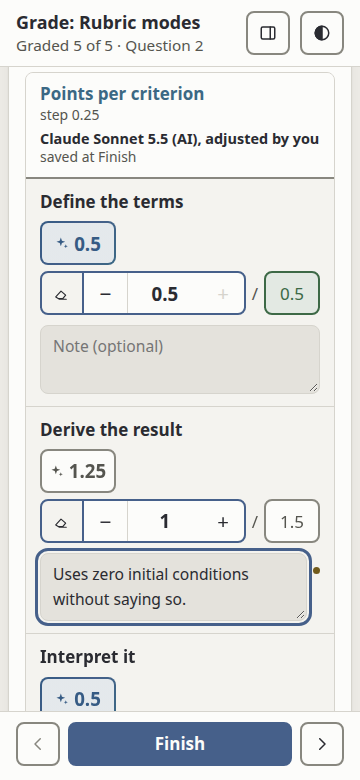 Grade: Rubric modes
Graded 5 of 5 · Question 2
Points per criterion
step 0.25
Claude Sonnet 5.5 (AI), adjusted by you
saved at Finish
Define the terms
0.5
− 0.5 + / 0.5
Note (optional)
Derive the result
1.25
− 1 + / 1.5
Uses zero initial conditions
without saying so.
Interpret it
0.5
Finish